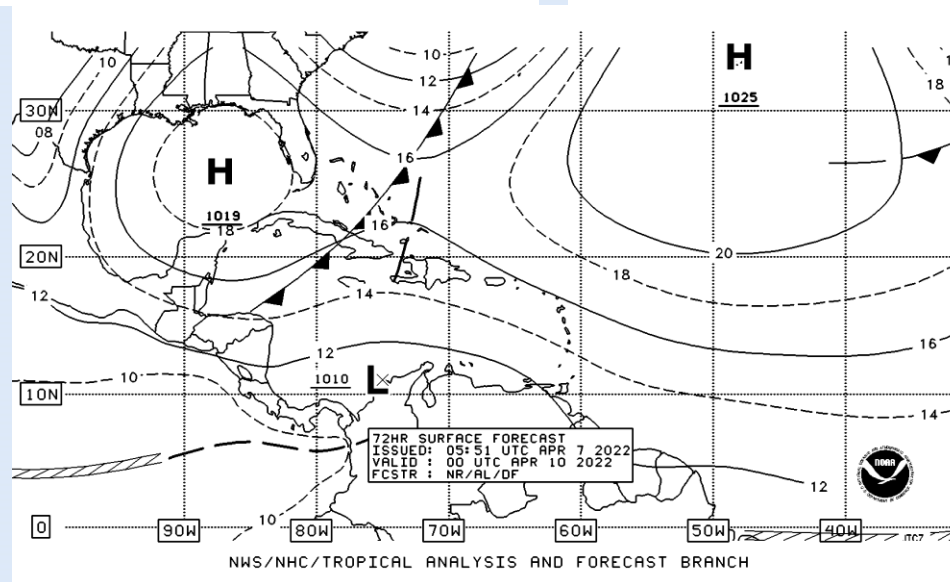 10
12
14
16
16
H
1025
18
30N
08
H
1019
18
20
18
20N
12
14
16
12
10
1010
L
14
10N
72HR SURFACE FORECAST
ISSUED: 05:51 UTC APR 7 2022
VALID : 00 UTC APR 10 2022
FCSTR : NR/AL/DF
12
NOAA
10
0
90W
80W
70W
60W
50W
40W
ITCZ
NWS/NHC/TROPICAL ANALYSIS AND FORECAST BRANCH
10